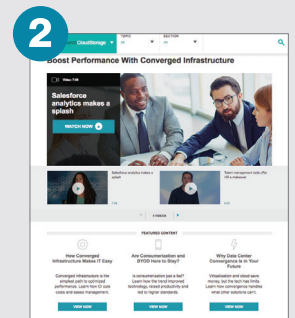 2
CloudStorage
TOPIC
All
SECTION
All
Boost Performance With Converged Infrastructure
Video 7:08
Salesforce
analytics makes a
splash
WATCH NOW
Salesforce analytics makes a
splash
Talent management tools offer
HR a makeover
4 VIDEOS
FEATURED CONTENT
How Converged
Infrastructure Makes IT Easy
Converged infrastructure is the
simplest path to optimized
performance. Learn how CI cuts
costs and eases management.
VIEW NOW
Are Consumerization and
BYOD Here to Stay?
Is consumerization just a fad?
Learn how the trend improved
technology, raised productivity and
led to higher standards.
VIEW NOW
Why Data Center
Convergence is in Your
Future
Virtualization and cloud save
money, but the tech has limits.
Learn how convergence handles
what other solutions can't.
VIEW NOW